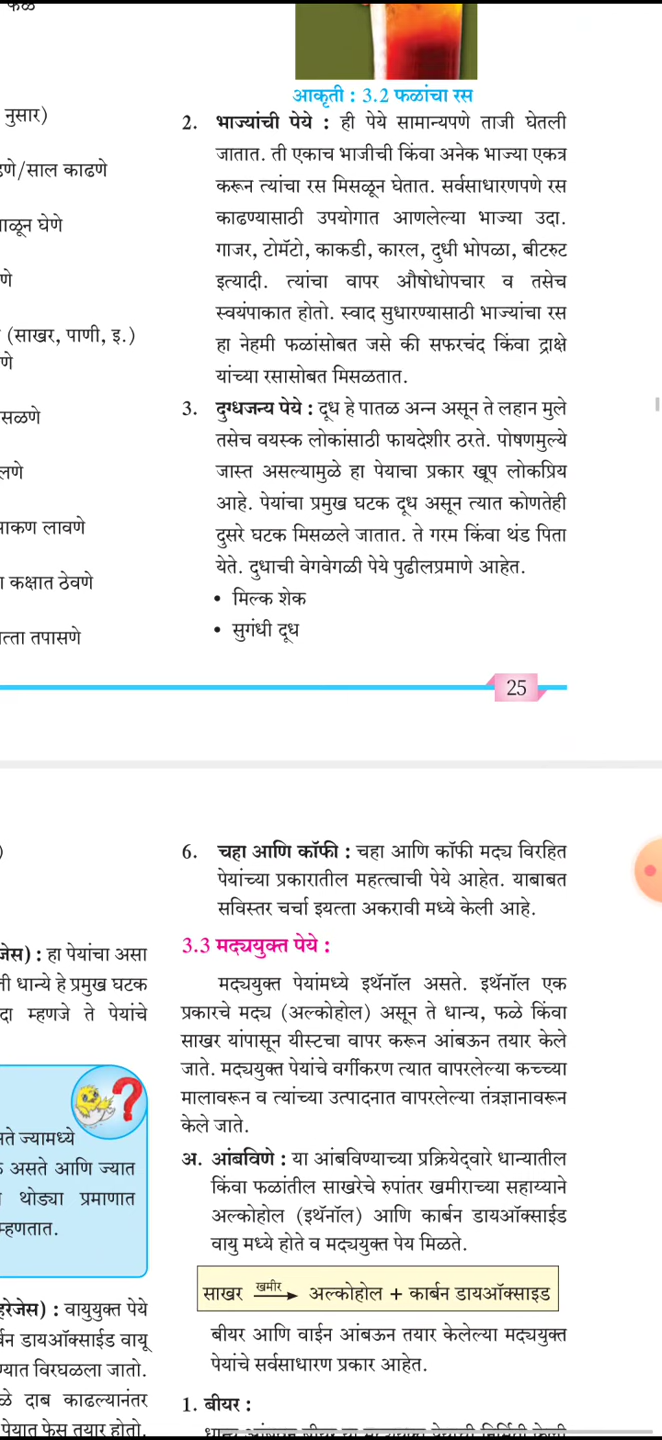 फळ
नुसार)
णे/साल काढणे
ाळून घेणे
णे
(साखर, पाणी, इ.)
णे
सळणे
लणे
ाकण लावणे
कक्षात ठेवणे
त्ता तपासणे
आकृती : 3.2 फळांचा रस
2. भाज्यांची पेये : ही पेये सामान्यपणे ताजी घेतली
जातात. ती एकाच भाजीची किंवा अनेक भाज्या एकत्र
करून त्यांचा रस मिसळून घेतात. सर्वसाधारणपणे रस
काढण्यासाठी उपयोगात आणलेल्या भाज्या उदा.
गाजर, टोमॅटो, काकडी, कारल, दुधी भोपळा, बीटरुट
इत्यादी. त्यांचा वापर औषोधोपचार व तसेच
स्वयंपाकात होतो. स्वाद सुधारण्यासाठी भाज्यांचा रस
हा नेहमी फळांसोबत जसे की सफरचंद किंवा द्राक्षे
यांच्या रसासोबत मिसळतात.
3. दुग्धजन्य पेये : दूध हे पातळ अन्न असून ते लहान मुले
तसेच वयस्क लोकांसाठी फायदेशीर ठरते. पोषणमुल्ये
जास्त असल्यामुळे हा पेयाचा प्रकार खूप लोकप्रिय
आहे. पेयांचा प्रमुख घटक दूध असून त्यात कोणतेही
दुसरे घटक मिसळले जातात. ते गरम किंवा थंड पिता
येते. दुधाची वेगवेगळी पेये पुढीलप्रमाणे आहेत.
• मिल्क शेक
• सुगंधी दूध
25
)
जेस) : हा पेयांचा असा
ी धान्ये हे प्रमुख घटक
दा म्हणजे ते पेयांचे
?
ते ज्यामध्ये
असते आणि ज्यात
थोड्या प्रमाणात
म्हणतात.
हरेजेस) : वायुयुक्त पेये
र्बन डायऑक्साईड वायू
्यात विरघळला जातो.
ळे दाब काढल्यानंतर
पेयात फेस तयार होतो.
6. चहा आणि कॉफी : चहा आणि कॉफी मद्य विरहित
पेयांच्या प्रकारातील महत्त्वाची पेये आहेत. याबाबत
सविस्तर चर्चा इयत्ता अकरावी मध्ये केली आहे.
3.3 मद्ययुक्त पेये :
मद्ययुक्त पेयांमध्ये इथॅनॉल असते. इथॅनॉल एक
प्रकारचे मद्य (अल्कोहोल) असून ते धान्य, फळे किंवा
साखर यांपासून यीस्टचा वापर करून आंबऊन तयार केले
जाते. मद्ययुक्त पेयांचे वर्गीकरण त्यात वापरलेल्या कच्च्या
मालावरून व त्यांच्या उत्पादनात वापरलेल्या तंत्रज्ञानावरून
केले जाते.
अ. आंबविणे : या आंबविण्याच्या प्रक्रियेद्वारे धान्यातील
किंवा फळांतील साखरेचे रुपांतर खमीराच्या सहाय्याने
अल्कोहोल (इथॅनॉल) आणि कार्बन डायऑक्साईड
वायु मध्ये होते व मद्ययुक्त पेय मिळते.
साखर खमीर → अल्कोहोल + कार्बन डायऑक्साइड
बीयर आणि वाईन आंबऊन तयार केलेल्या मद्ययुक्त
पेयांचे सर्वसाधारण प्रकार आहेत.
1. बीयर :